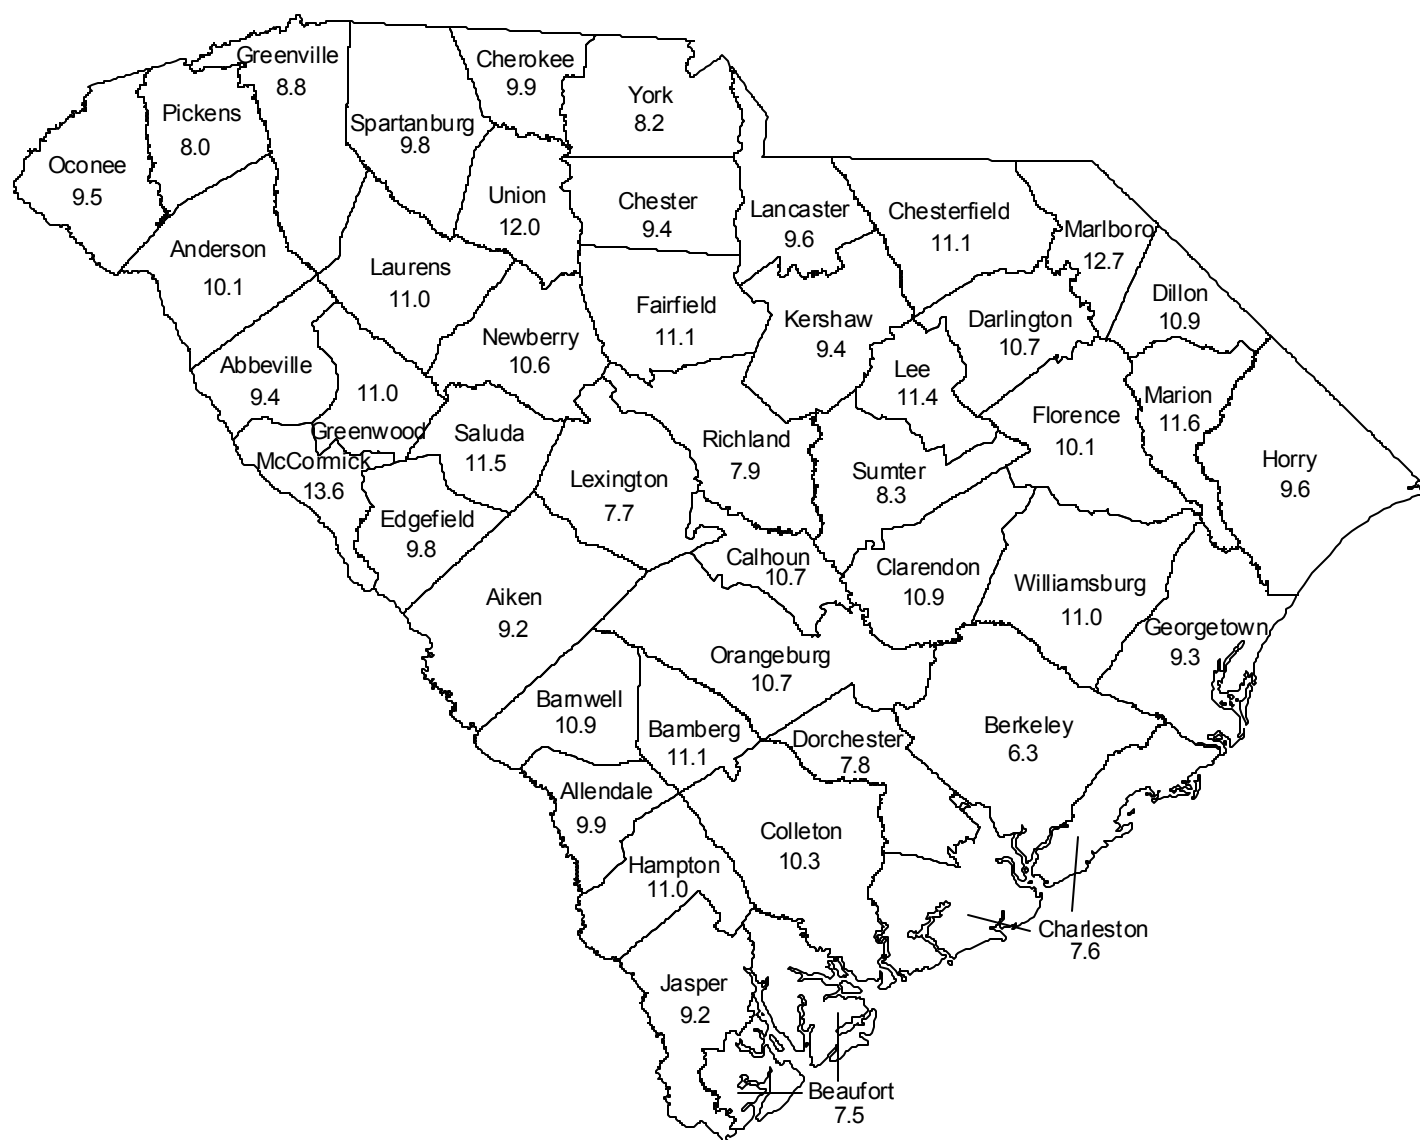 Greenville
8.8
Cherokee
9.9
York
8.2
Pickens
8.0
Spartanburg
9.8
Oconee
9.5
Union
12.0
Chester
9.4
Lancaster
9.6
Chesterfield
11.1
Marlboro
12.7
Anderson
10.1
Laurens
11.0
Dillon
10.9
Fairfield
11.1
Kershaw
9.4
Darlington
10.7
Newberry
10.6
Abbeville
9.4
11.0
Greenwood
Lee
11.4
Marion
11.6
Florence
10.1
Saluda
11.5
Richland
7.9
McCormick
13.6
Lexington
7.7
Sumter
8.3
Horry
9.6
Edgefield
9.8
Calhoun
10.7
Clarendon
10.9
Williamsburg
11.0
Aiken
9.2
Georgetown
9.3
Orangeburg
10.7
Barnwell
10.9
Bamberg
11.1
Dorchester
7.8
Berkeley
6.3
Allendale
9.9
Colleton
10.3
Hampton
11.0
Charleston
7.6
Jasper
9.2
Beaufort
7.5